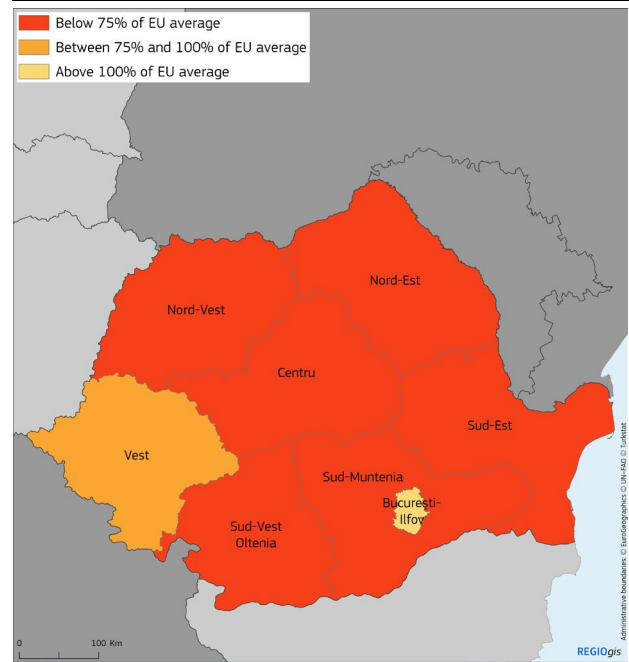 Below 75% of EU average
Between 75% and 100% of EU average
Above 100% of EU average
Nord-Est
Nord-Vest
Centru
Sud-Est
Vest
Sud-Muntenia
Bucureşti-
Ilfov
Sud-Vest
Oltenia
Administrative boundaries: © EuroGeographics © UN-FAO © Turkstat
0 100 Km
REGIOgis